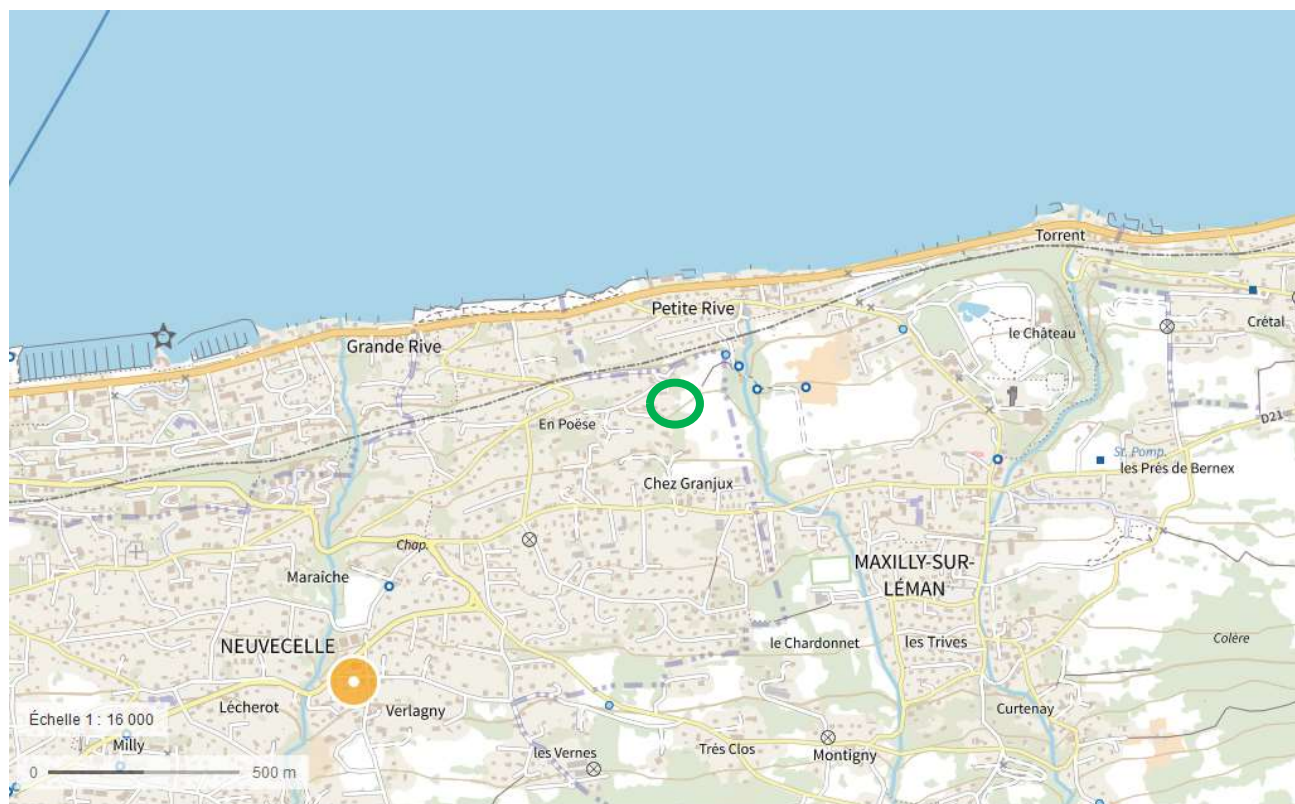 Torrent
Petite Rive
Crétal
le Château
Grande Rive
D21
En Poëse
St. Pomp.
les Prés de Bernex
Chez Granjux
Chap.
MAXILLY-SUR-
LÉMAN
Maraîche
NEUVECELLE
le Chardonnet
les Trives
Colère
Lécherot
Verlagny
Curtenay
Échelle 1 : 16 000
Milly
les Vernes
Très Clos
Montigny
0
500 m